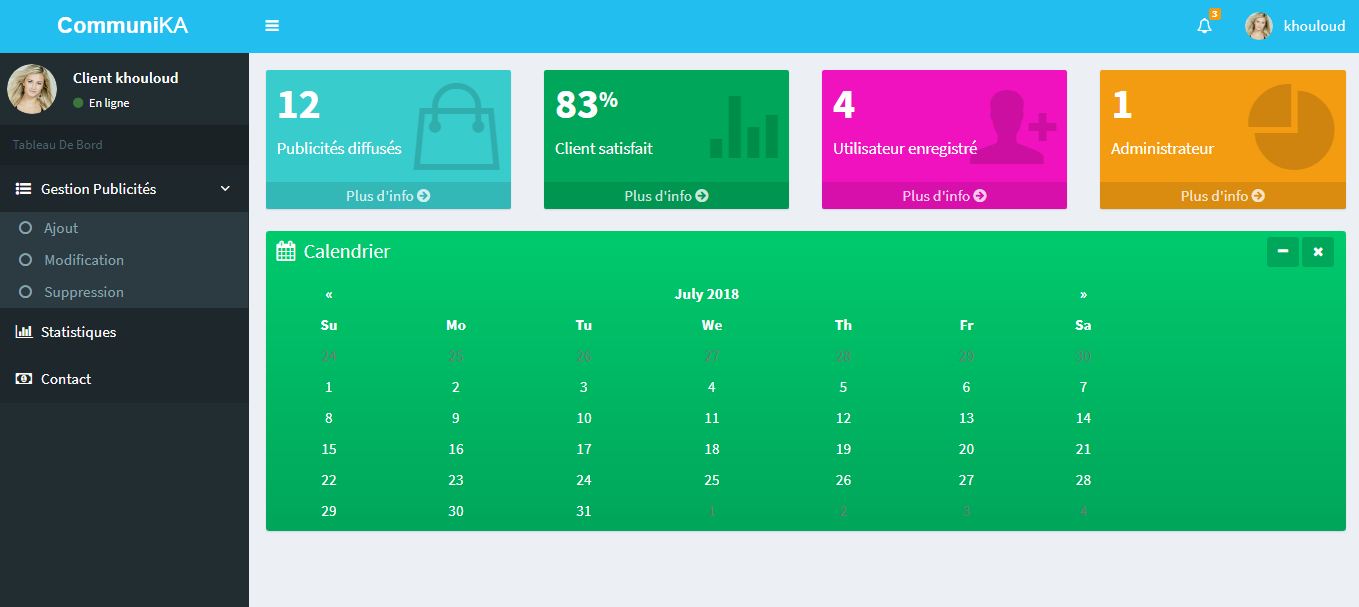 CommuniKA
3
khouloud
Client khouloud
En ligne
Tableau De Bord
Gestion Publicités
Ajout
Modification
Suppression
Statistiques
Contact
12
Publicités diffusés
Plus d'info
83%
Client satisfait
Plus d'info
4
Utilisateur enregistré
Plus d'info
1
Administrateur
Plus d'info
Calendrier
« July 2018 »
Su Mo Tu We Th Fr Sa
24 25 26 27 28 29 30
1 2 3 4 5 6 7
8 9 10 11 12 13 14
15 16 17 18 19 20 21
22 23 24 25 26 27 28
29 30 31 1 2 3 4